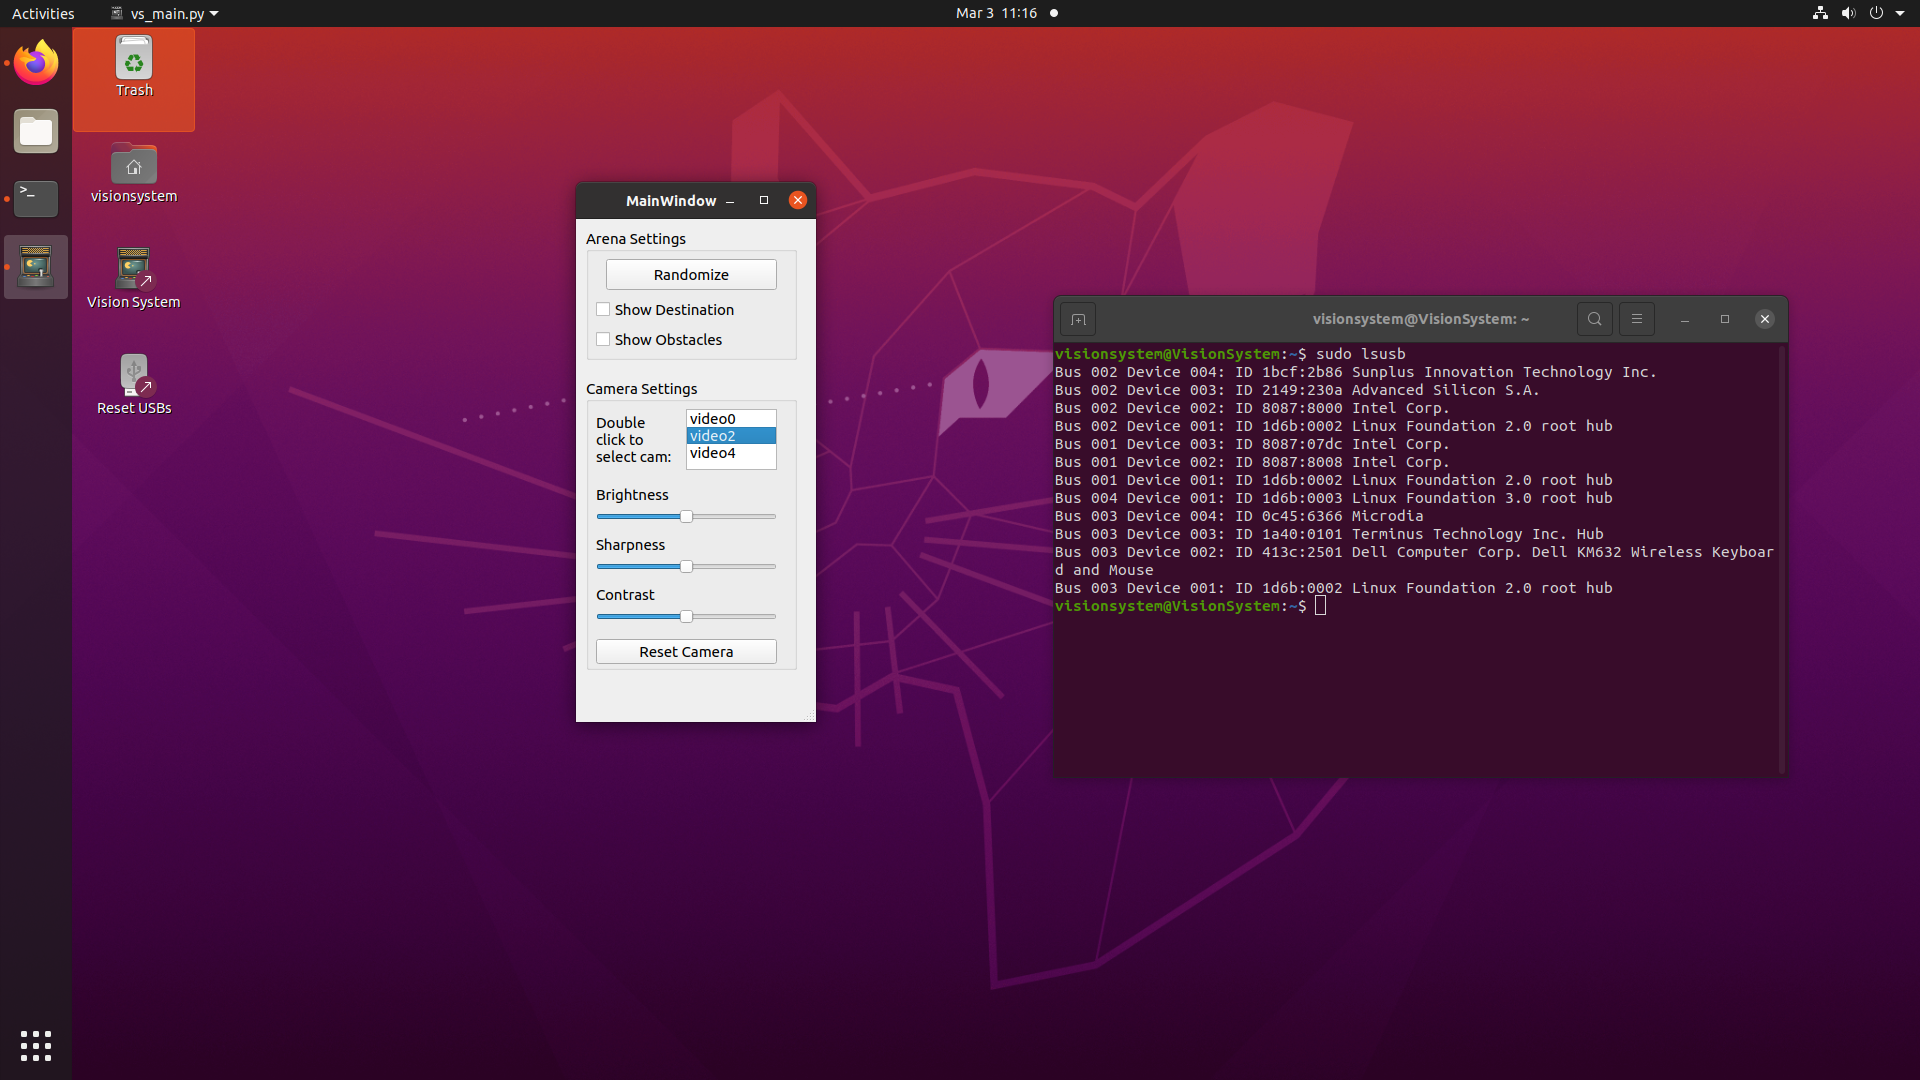 Activities
vs_main.py
Mar 3 11:16
Trash
visionsystem
Vision System
Reset USBs
MainWindow
Arena Settings
Randomize
Show Destination
Show Obstacles
Camera Settings
Double
click to
select cam:
video0
video2
video4
Brightness
Sharpness
Contrast
Reset Camera
visionsystem@VisionSystem: ~
visionsystem@VisionSystem:~$ sudo lsusb
Bus 002 Device 004: ID 1bcf:2b86 Sunplus Innovation Technology Inc.
Bus 002 Device 003: ID 2149:230a Advanced Silicon S.A.
Bus 002 Device 002: ID 8087:8000 Intel Corp.
Bus 002 Device 001: ID 1d6b:0002 Linux Foundation 2.0 root hub
Bus 001 Device 003: ID 8087:07dc Intel Corp.
Bus 001 Device 002: ID 8087:8008 Intel Corp.
Bus 001 Device 001: ID 1d6b:0002 Linux Foundation 2.0 root hub
Bus 004 Device 001: ID 1d6b:0003 Linux Foundation 3.0 root hub
Bus 003 Device 004: ID 0c45:6366 Microdia
Bus 003 Device 003: ID 1a40:0101 Terminus Technology Inc. Hub
Bus 003 Device 002: ID 413c:2501 Dell Computer Corp. Dell KM632 Wireless Keyboar
d and Mouse
Bus 003 Device 001: ID 1d6b:0002 Linux Foundation 2.0 root hub
visionsystem@VisionSystem:~$